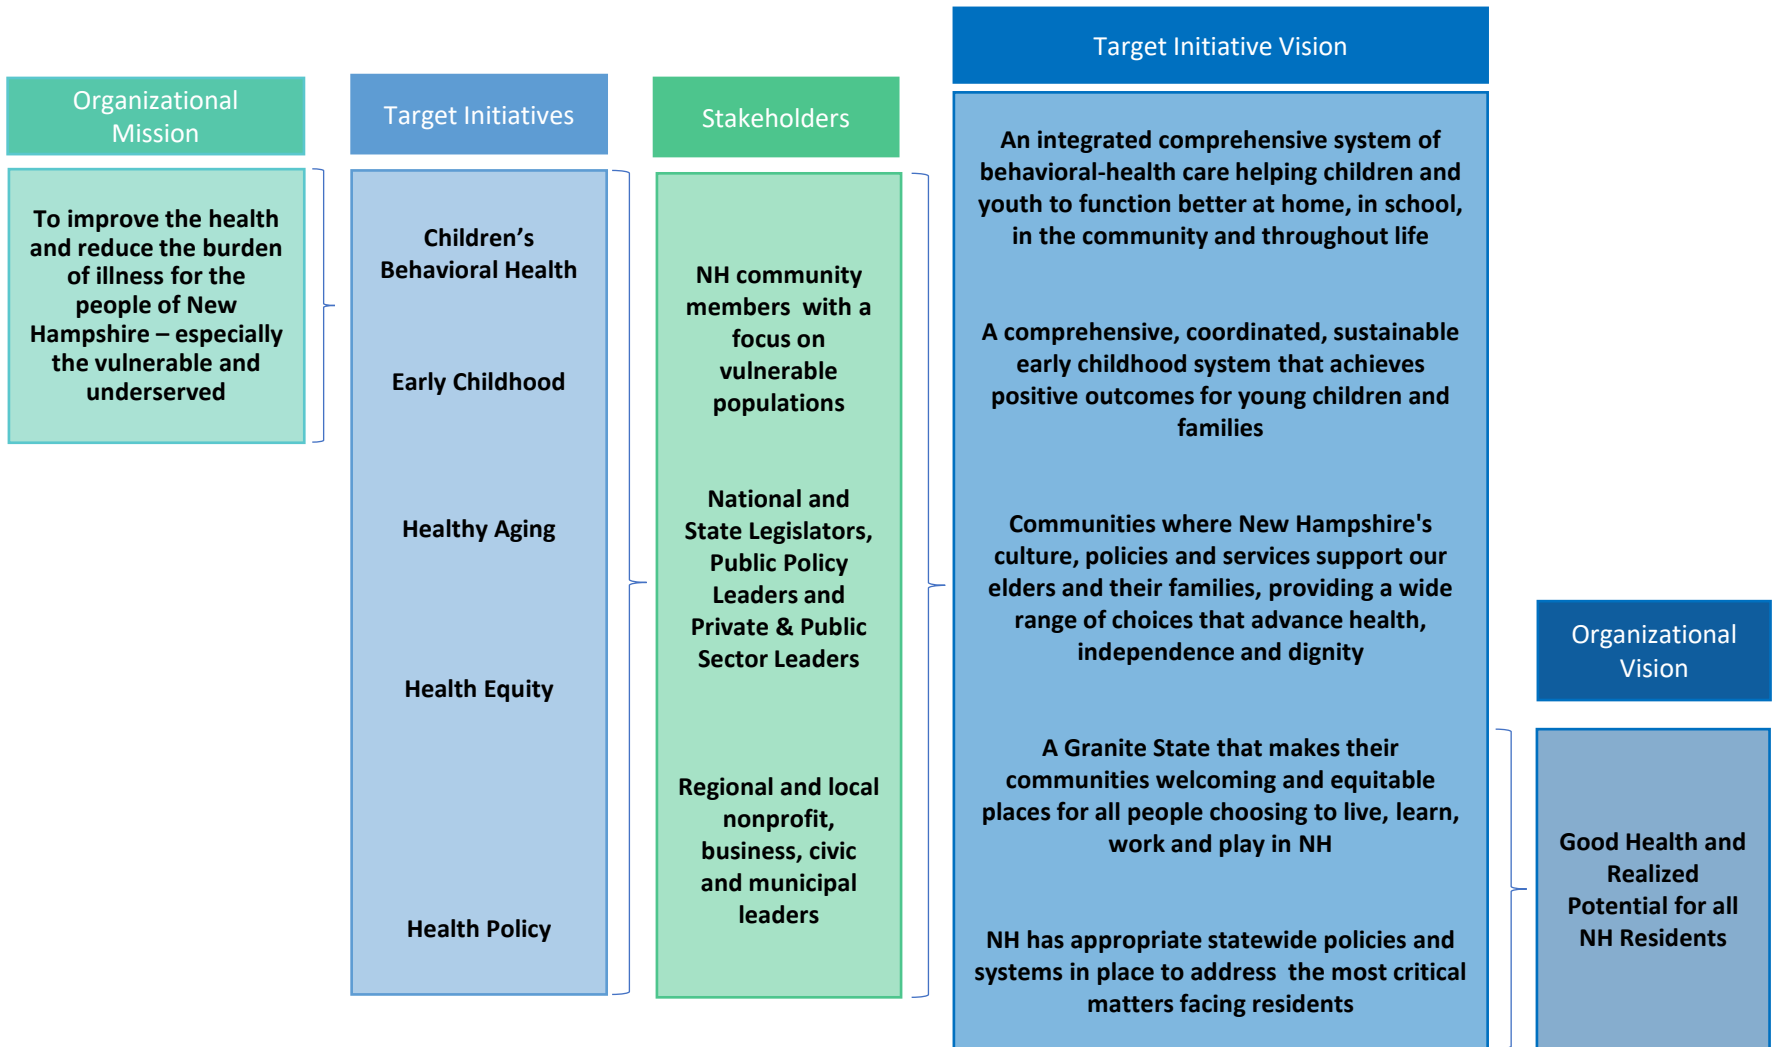 Organizational
Mission
To improve the health
and reduce the burden
of illness for the
people of New
Hampshire – especially
the vulnerable and
underserved
Target Initiatives
Children’s
Behavioral Health
Early Childhood
Healthy Aging
Health Equity
Health Policy
Stakeholders
NH community
members  with a
focus on
vulnerable
populations
National and
State Legislators,
Public Policy
Leaders and
Private & Public
Sector Leaders
Regional and local
nonprofit,
business, civic
and municipal
leaders
Target Initiative Vision
An integrated comprehensive system of
behavioral-health care helping children and
youth to function better at home, in school,
in the community and throughout life
A comprehensive, coordinated, sustainable
early childhood system that achieves
positive outcomes for young children and
families
Communities where New Hampshire's
culture, policies and services support our
elders and their families, providing a wide
range of choices that advance health,
independence and dignity
A Granite State that makes their
communities welcoming and equitable
places for all people choosing to live, learn,
work and play in NH
NH has appropriate statewide policies and
systems in place to address  the most critical
matters facing residents
Organizational
Vision
Good Health and
Realized
Potential for all
NH Residents